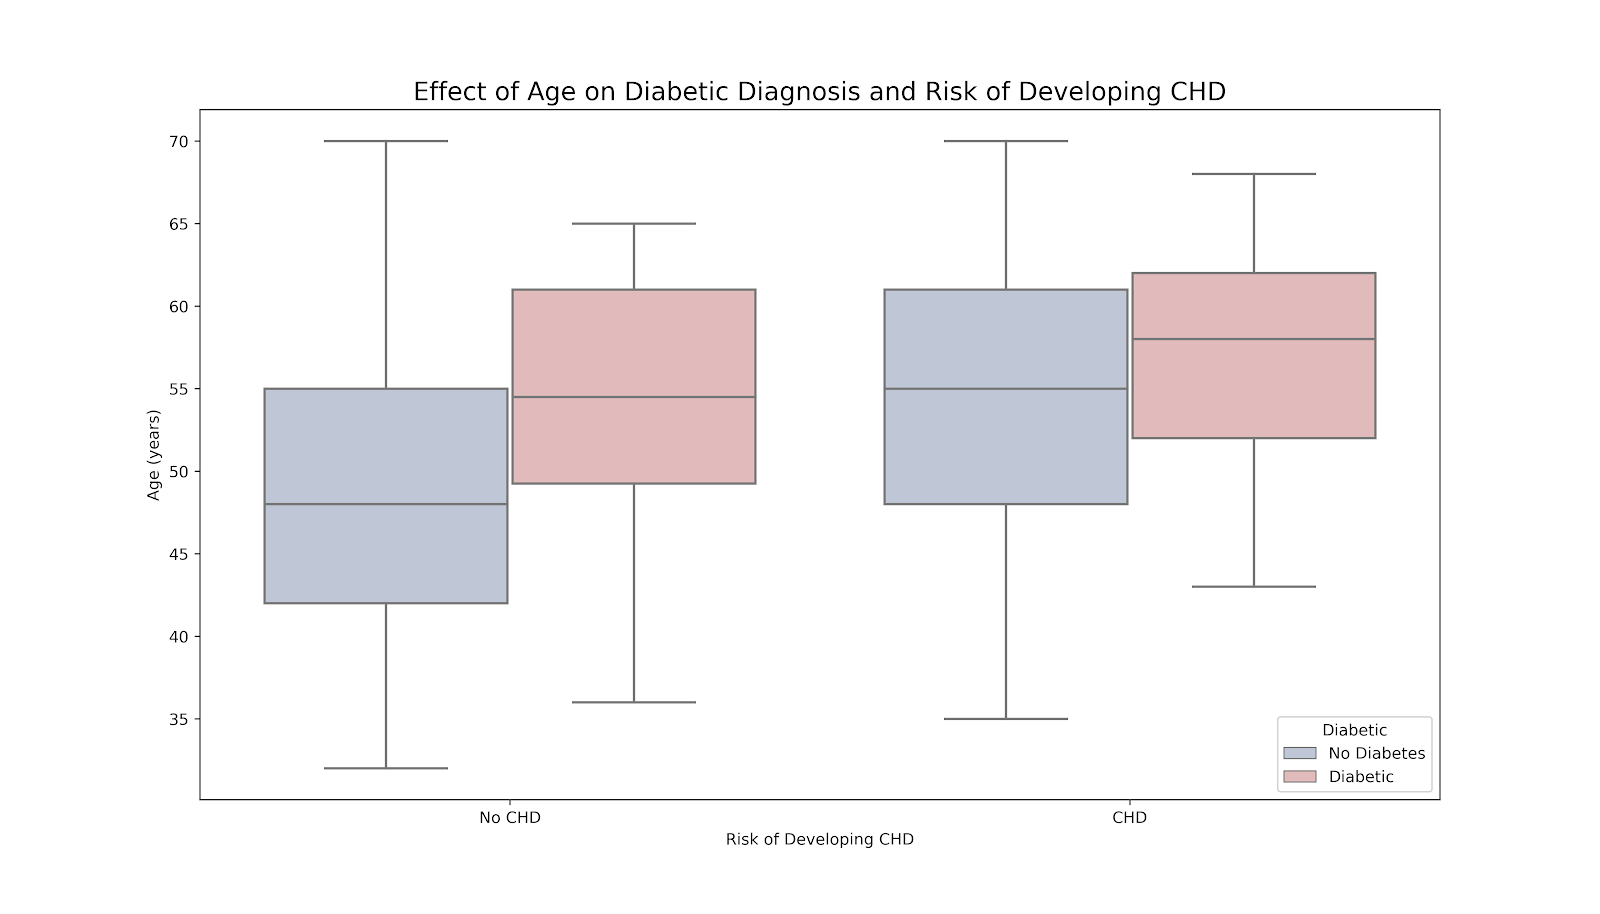 Effect of Age on Diabetic Diagnosis and Risk of Developing CHD
70
65
60
55
50
45
40
35
Age (years)
No CHD
CHD
Risk of Developing CHD
Diabetic
No Diabetes
Diabetic